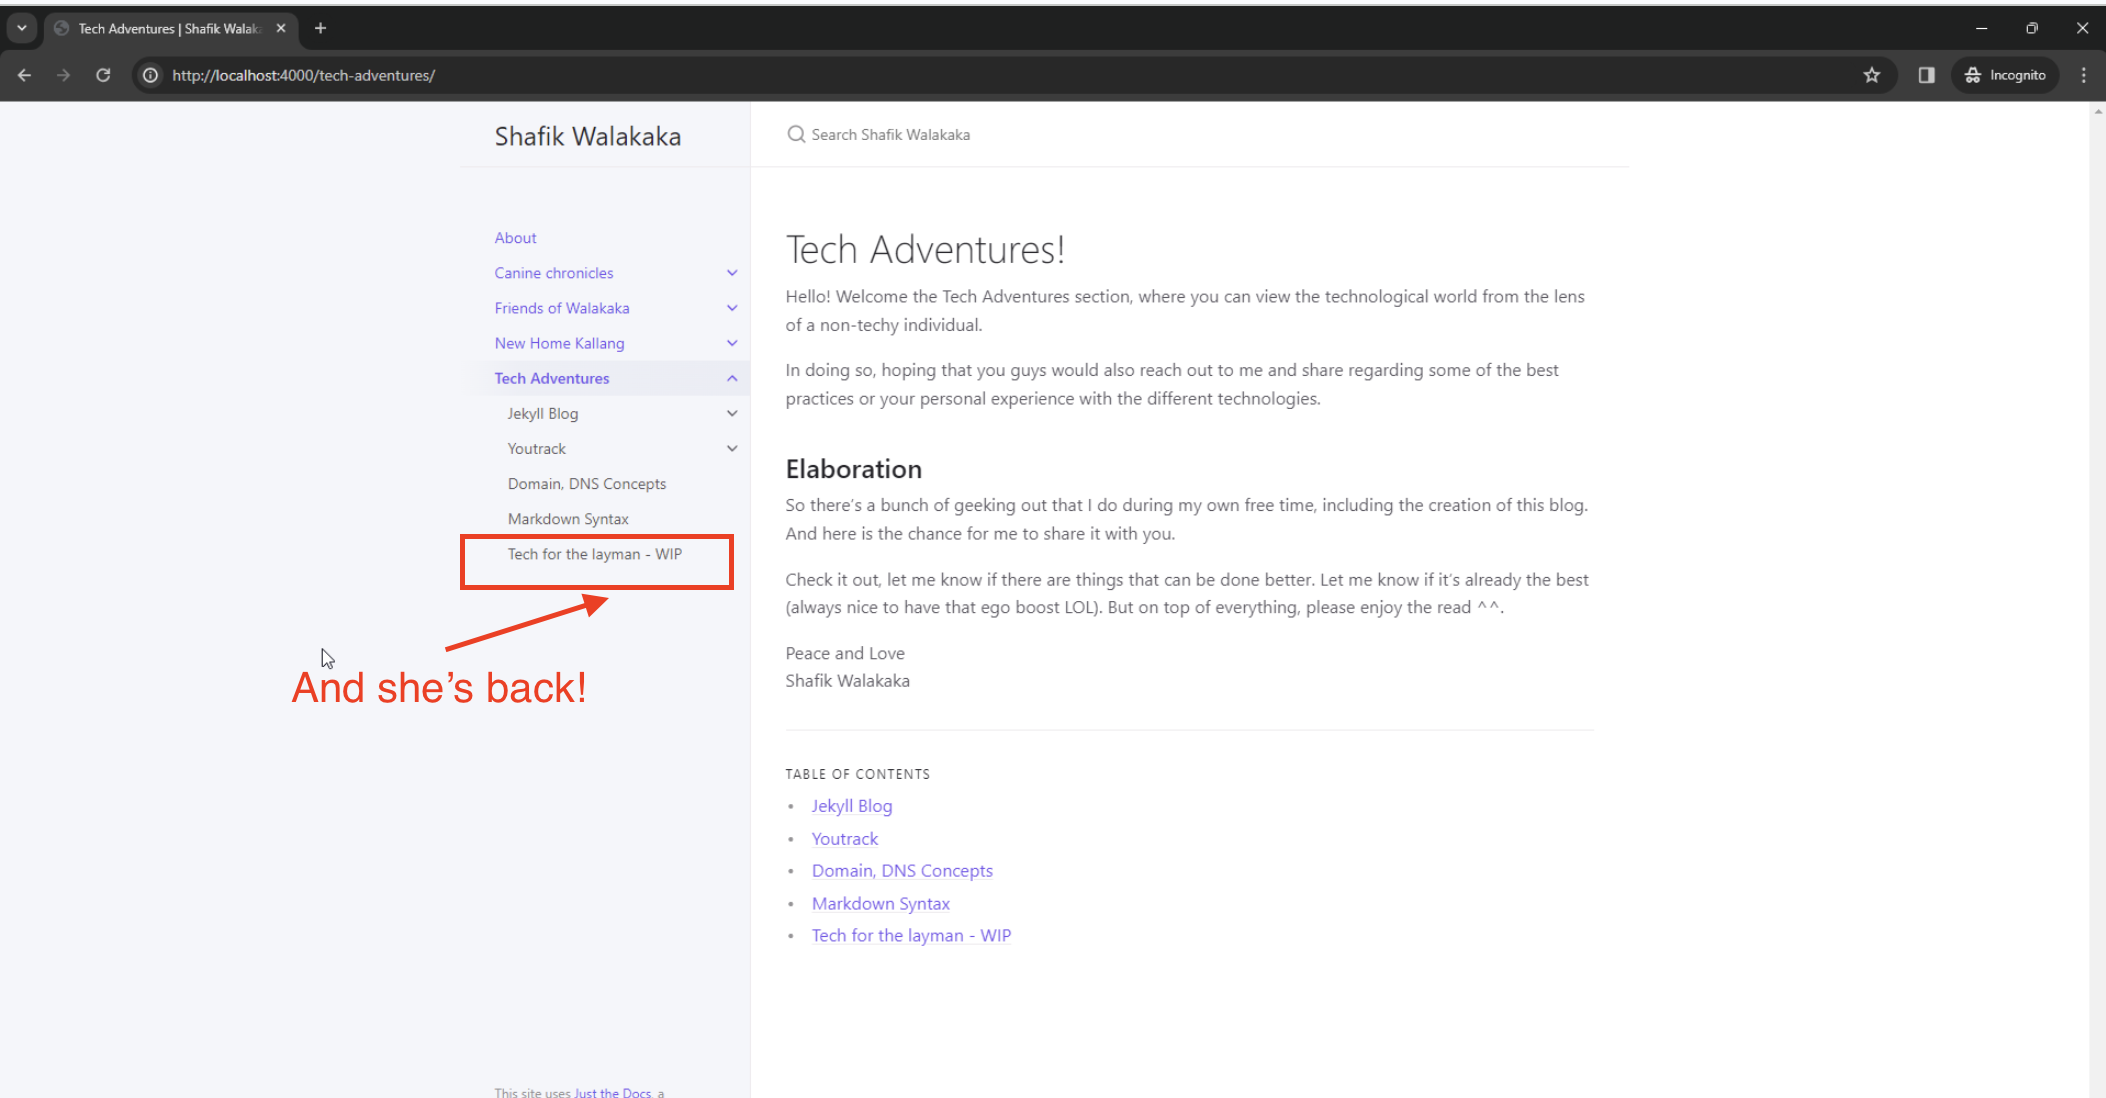 Tech Adventures | Shafik Walak
http://localhost:4000/tech-adventures/
Incognito
Shafik Walakaka
Search Shafik Walakaka
About
Canine chronicles
Friends of Walakaka
New Home Kallang
Tech Adventures
Jekyll Blog
Youtrack
Domain, DNS Concepts
Markdown Syntax
Tech for the layman - WIP
And she’s back!
This site uses Just the Docs, a
Tech Adventures!
Hello! Welcome the Tech Adventures section, where you can view the technological world from the lens
of a non-techy individual.
In doing so, hoping that you guys would also reach out to me and share regarding some of the best
practices or your personal experience with the different technologies.
Elaboration
So there’s a bunch of geeking out that I do during my own free time, including the creation of this blog.
And here is the chance for me to share it with you.
Check it out, let me know if there are things that can be done better. Let me know if it’s already the best
(always nice to have that ego boost LOL). But on top of everything, please enjoy the read ^^.
Peace and Love
Shafik Walakaka
TABLE OF CONTENTS
Jekyll Blog
Youtrack
Domain, DNS Concepts
Markdown Syntax
Tech for the layman - WIP